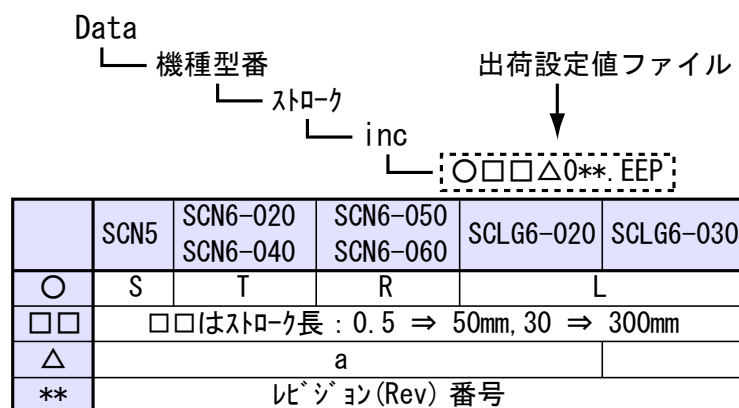 Data
機種型番
出荷設定値ファイル
ストローク
inc
○□□△0**.EEP
SCN5 SCN6-020 SCN6-040 SCN6-050 SCN6-060 SCLG6-020 SCLG6-030
○ S T R L
□□ □□はストローク長：0.5 ⇒ 50mm, 30 ⇒ 300mm
△ a
** レビジョン(Rev) 番号